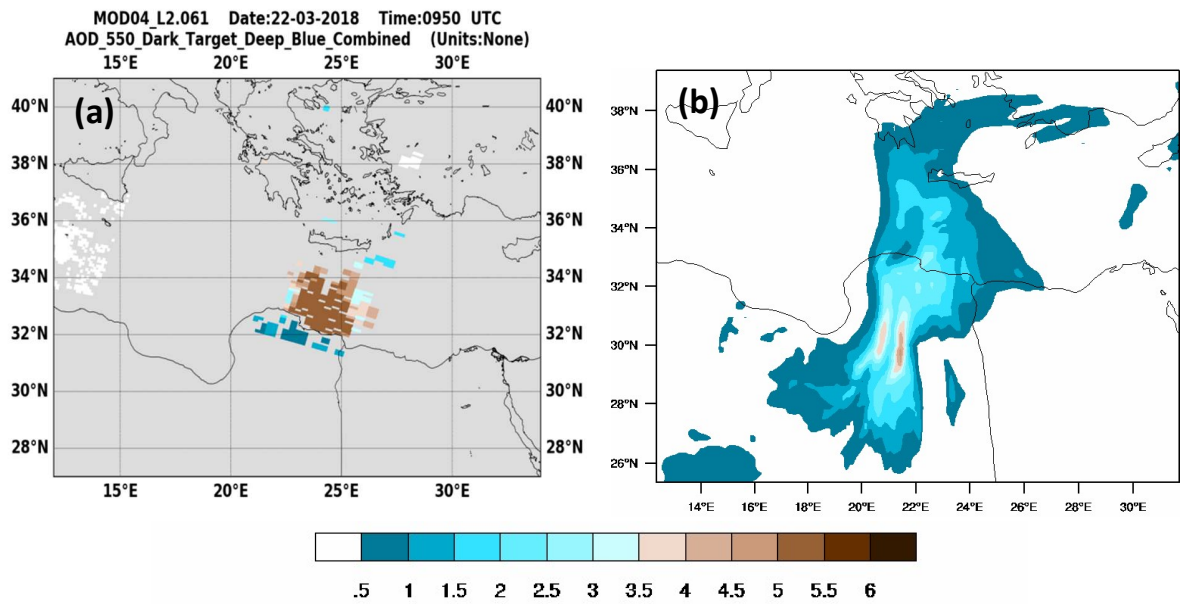 MOD04_L2.061 Date:22-03-2018 Time:0950 UTC
AOD_550_Dark_Target_Deep_Blue_Combined (Units:None)
15°E 20°E 25°E 30°E
(a)
40°N 40°N
38°N 38°N
36°N 36°N
34°N 34°N
32°N 32°N
30°N 30°N
28°N 28°N
15°E 20°E 25°E 30°E
(b)
38°N
36°N
34°N
32°N
30°N
28°N
26°N
14°E 16°E 18°E 20°E 22°E 24°E 26°E 28°E 30°E
.5 1 1.5 2 2.5 3 3.5 4 4.5 5 5.5 6